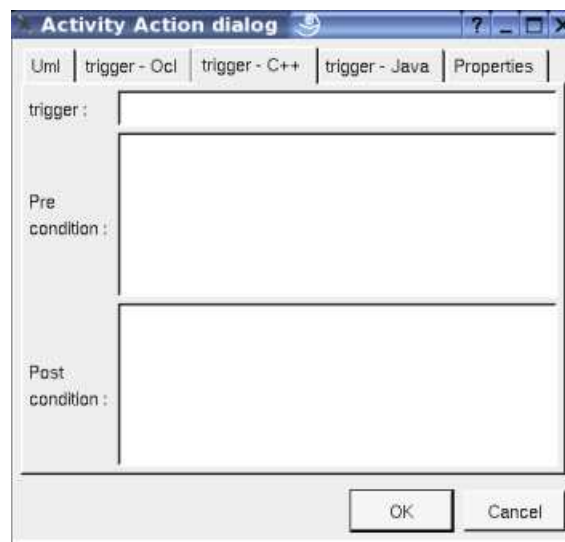 Activity Action dialog
Uml trigger - Ocl trigger - C++ trigger - Java Properties
trigger :
Pre
condition :
Post
condition :
OK Cancel